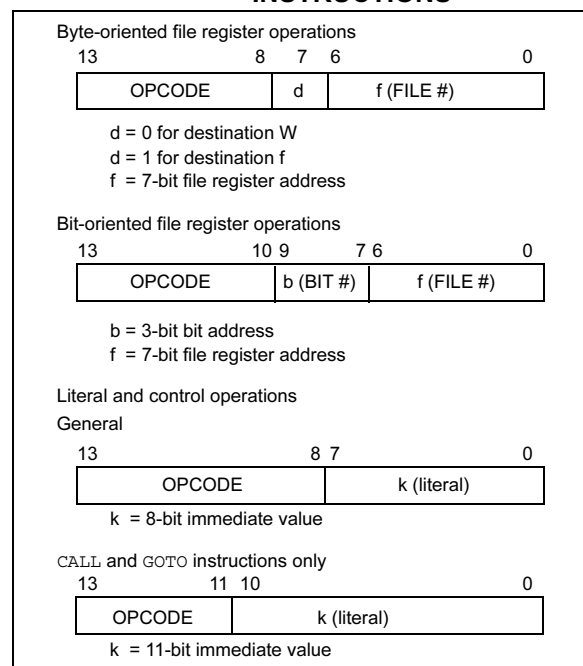 INSTRUCTIONS
Byte-oriented file register operations
13 8 7 6 0
OPCODE d f (FILE #)
d = 0 for destination W
d = 1 for destination f
f = 7-bit file register address
Bit-oriented file register operations
13 10 9 7 6 0
OPCODE b (BIT #) f (FILE #)
b = 3-bit bit address
f = 7-bit file register address
Literal and control operations
General
13 8 7 0
OPCODE k (literal)
k = 8-bit immediate value
CALL and GOTO instructions only
13 11 10 0
OPCODE k (literal)
k = 11-bit immediate value